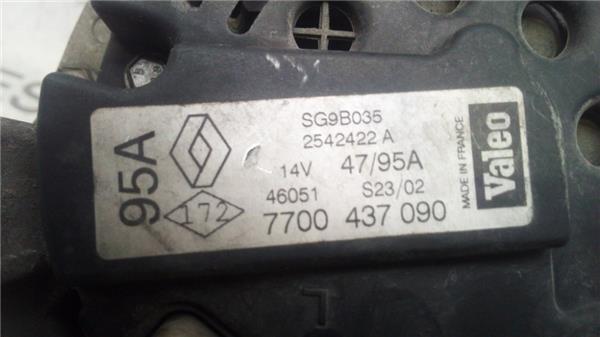 95A
172
SG9B035
2542422 A
14V 47/95A
46051 S23/02
7700 437 090
MADE IN FRANCE
Valeo